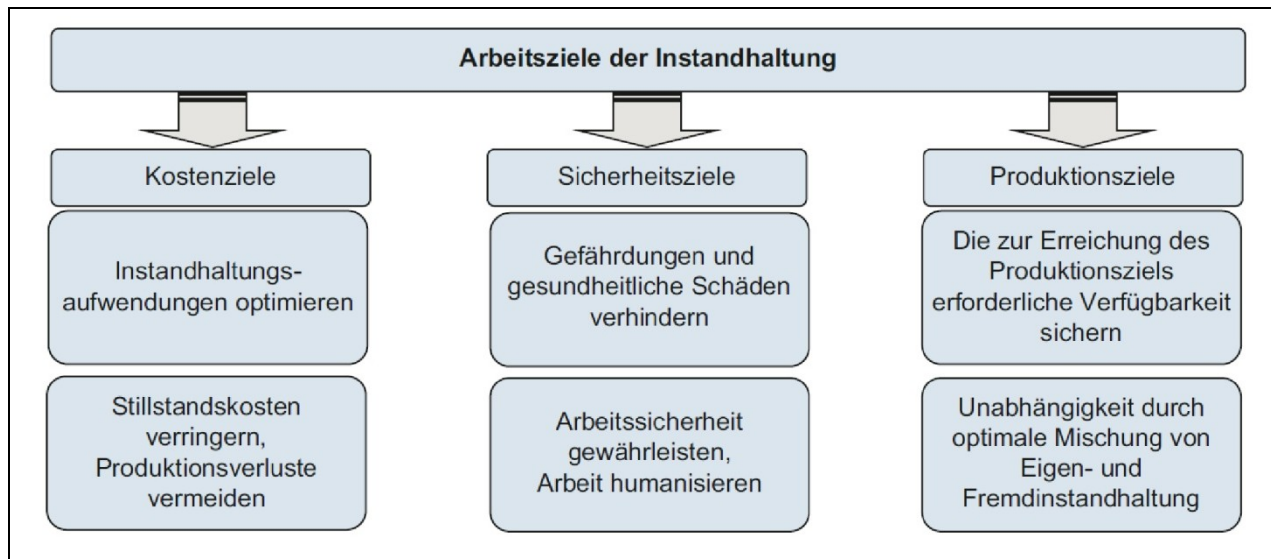 Arbeitsziele der Instandhaltung
Kostenziele
Instandhaltungs-
aufwendungen optimieren
Stillstandskosten
verringern,
Produktionsverluste
vermeiden
Sicherheitsziele
Gefährdungen und
gesundheitliche Schäden
verhindern
Arbeitssicherheit
gewährleisten,
Arbeit humanisieren
Produktionsziele
Die zur Erreichung des
Produktionsziels
erforderliche Verfügbarkeit
sichern
Unabhängigkeit durch
optimale Mischung von
Eigen- und
Fremdinstandhaltung